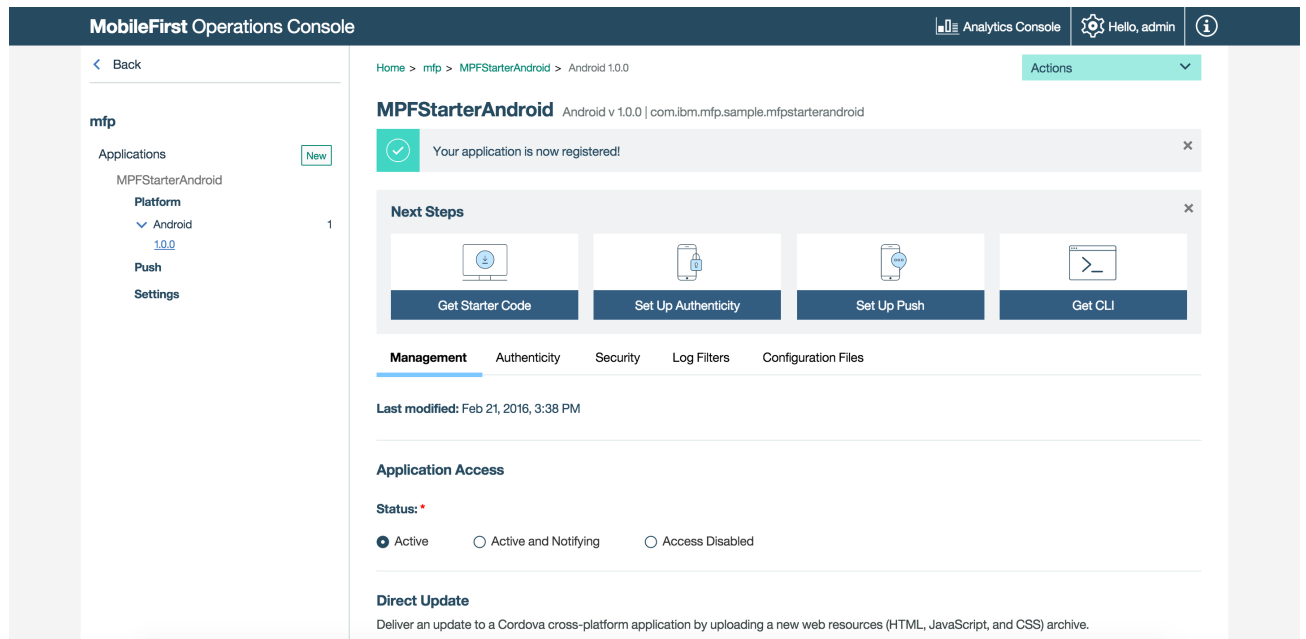 MobileFirst Operations Console
Analytics Console
Hello, admin
Back
Home > mfp > MPFStarterAndroid > Android 1.0.0
Actions
mfp
Applications
New
MPFStarterAndroid
Platform
Android 1
1.0.0
Push
Settings
MPFStarterAndroid Android v 1.0.0 | com.ibm.mfp.sample.mfpstarterandroid
Your application is now registered!
Next Steps
Get Starter Code
Set Up Authenticity
Set Up Push
Get CLI
Management Authenticity Security Log Filters Configuration Files
Last modified: Feb 21, 2016, 3:38 PM
Application Access
Status: *
Active Active and Notifying Access Disabled
Direct Update
Deliver an update to a Cordova cross-platform application by uploading a new web resources (HTML, JavaScript, and CSS) archive.